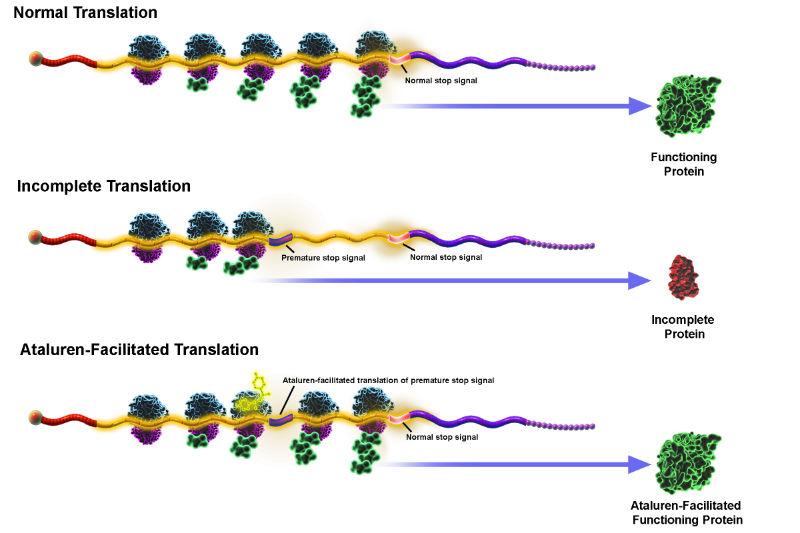 Normal Translation
Normal stop signal
Functioning
Protein
Incomplete Translation
Premature stop signal
Normal stop signal
Incomplete
Protein
Ataluren-Facilitated Translation
Ataluren-facilitated translation of premature stop signal
Normal stop signal
Ataluren-Facilitated
Functioning Protein